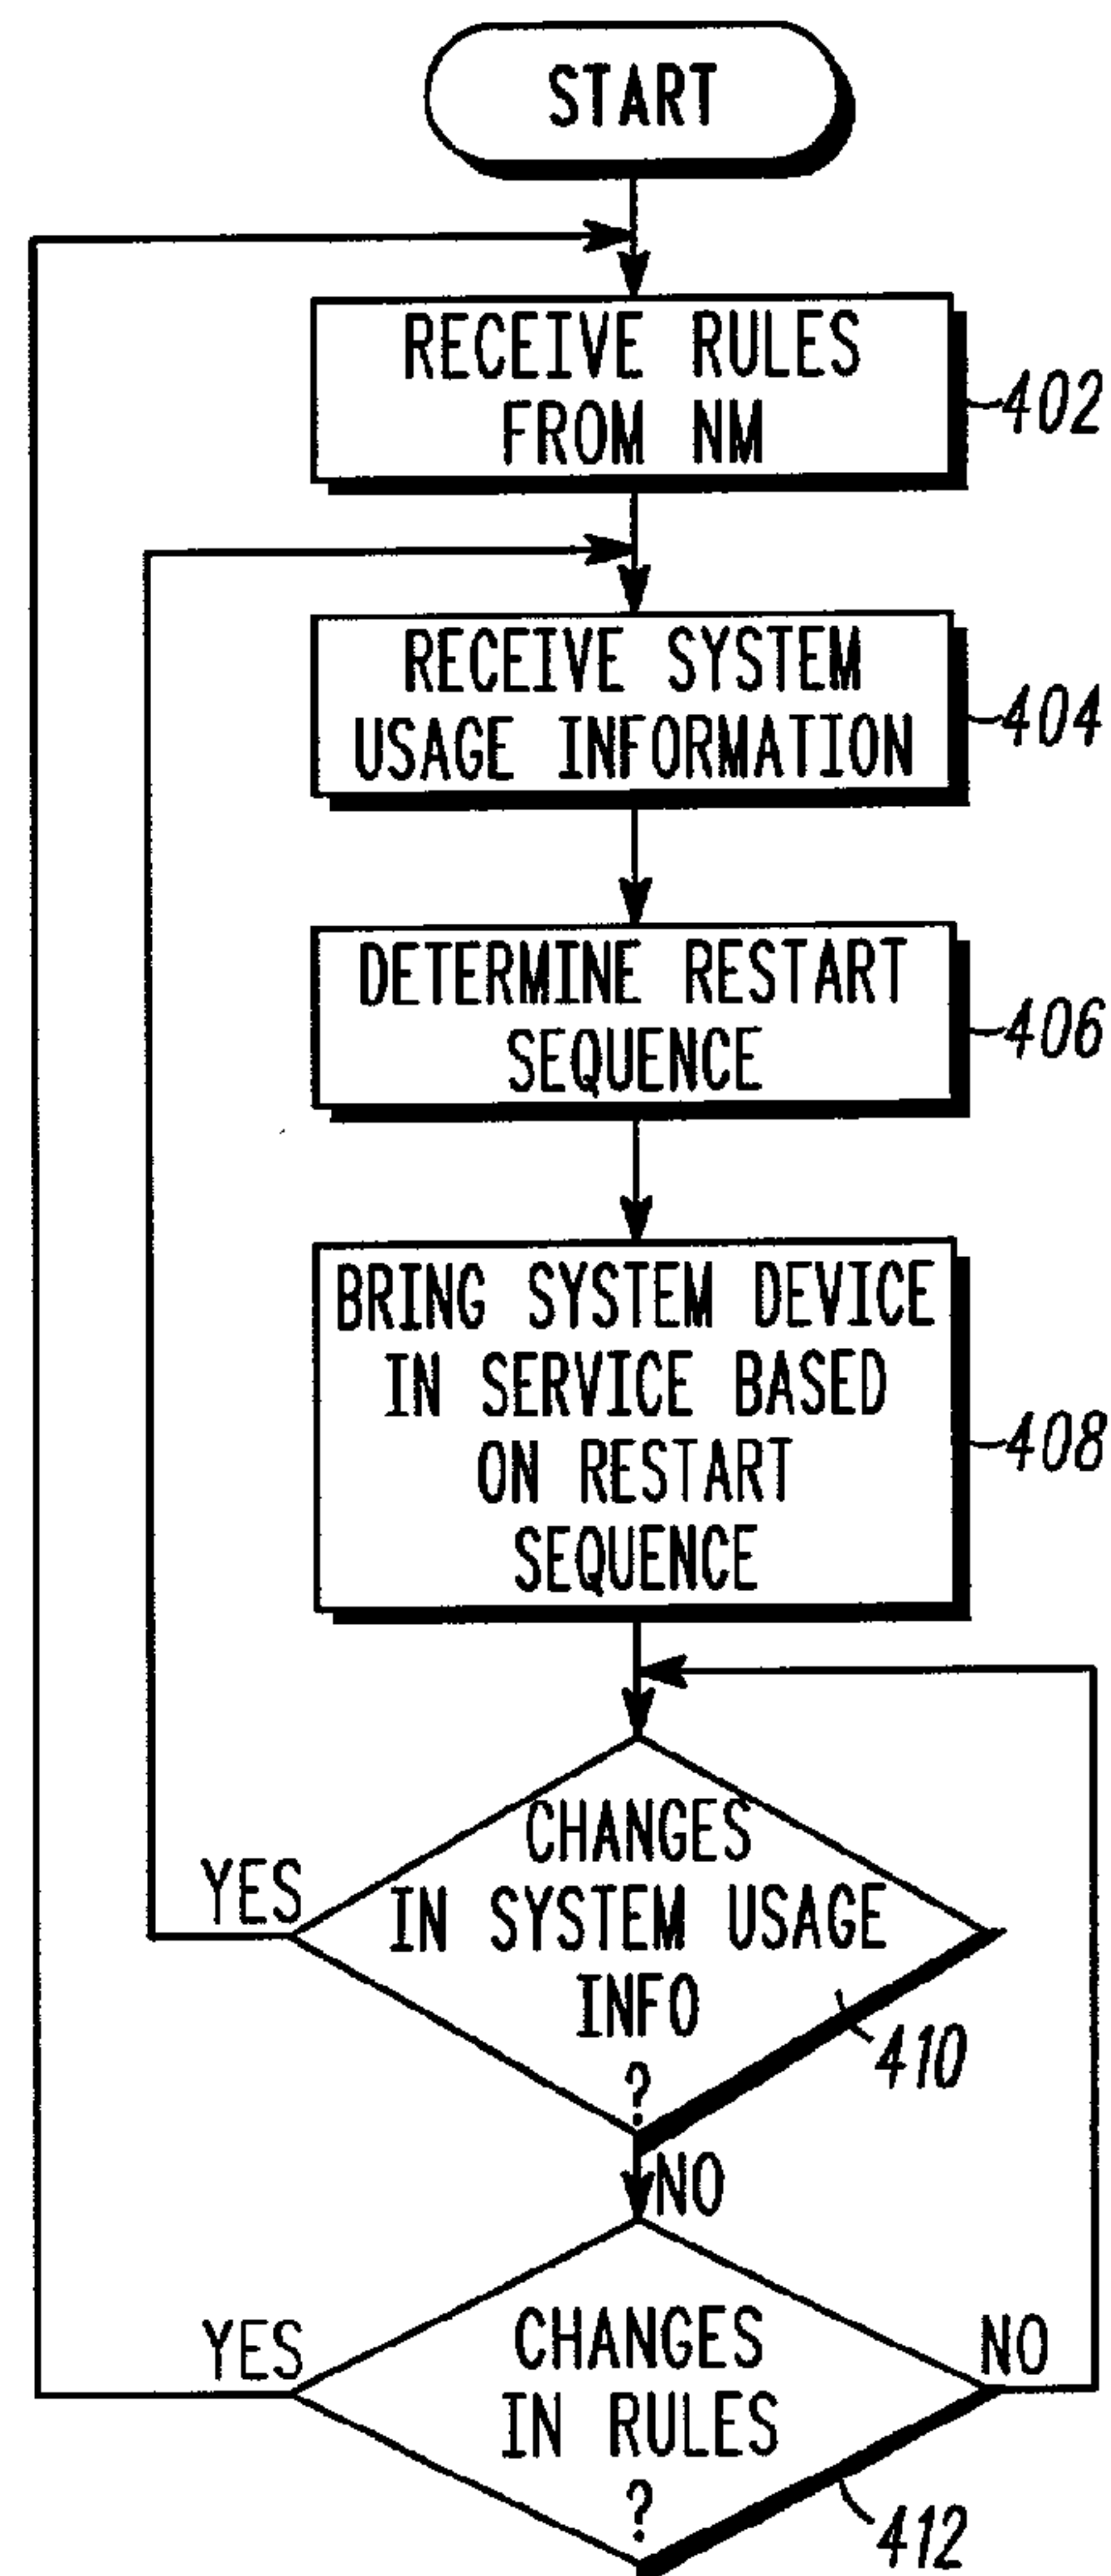 START
RECEIVE RULES
FROM NM
402
RECEIVE SYSTEM
USAGE INFORMATION
404
DETERMINE RESTART
SEQUENCE
406
BRING SYSTEM DEVICE
IN SERVICE BASED
ON RESTART
SEQUENCE
408
CHANGES
IN SYSTEM USAGE
INFO
?
YES
410
NO
CHANGES
IN RULES
?
YES
NO
412